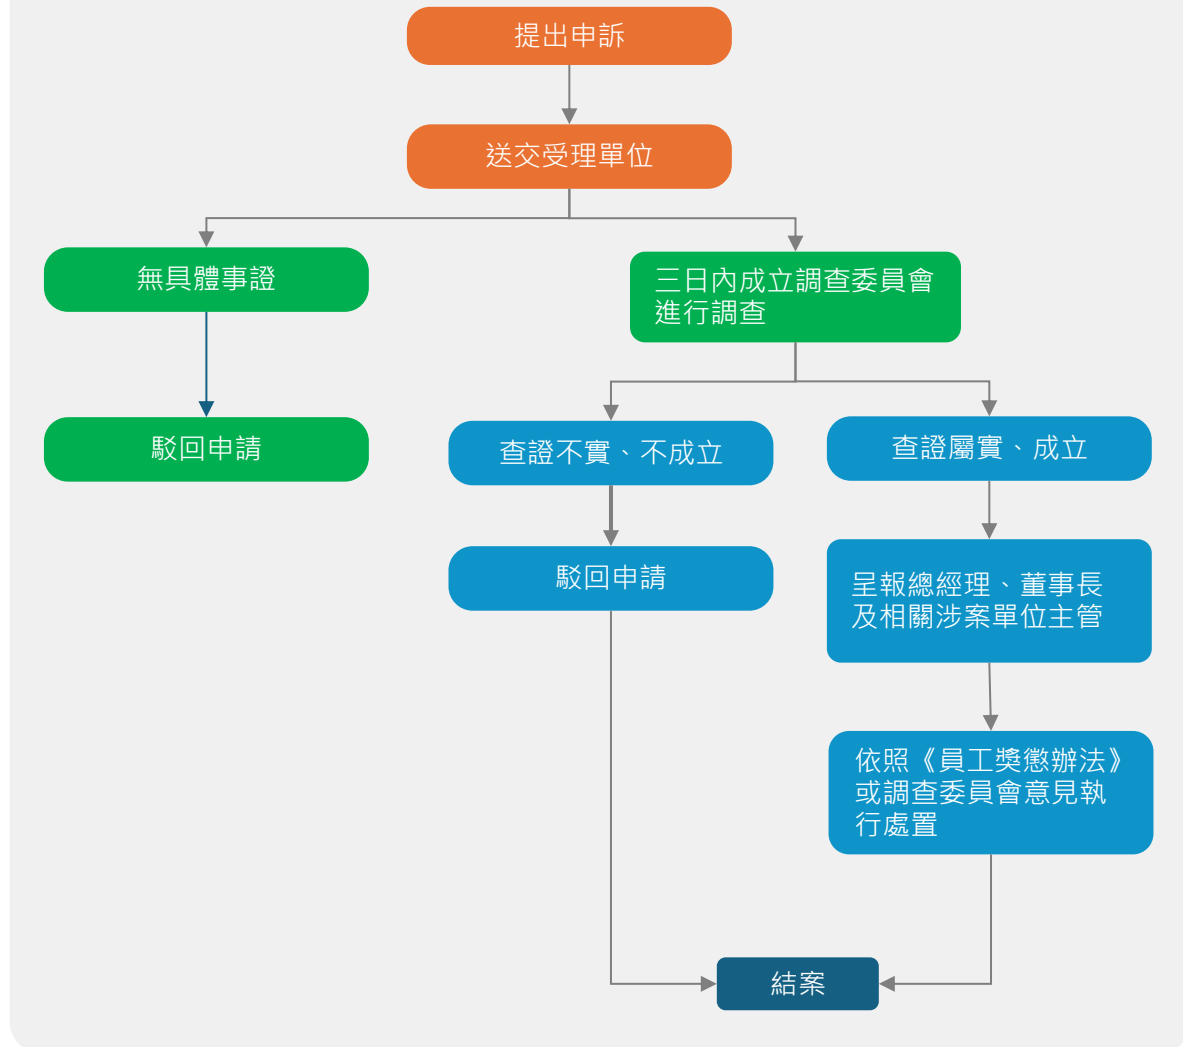 提出申訴
送交受理單位
無具體事證
三日內成立調查委員會
進行調查
駁回申請
查證不實、不成立
查證屬實、成立
駁回申請
呈報總經理、董事長
及相關涉案單位主管
依照《員工獎懲辦法》
或調查委員會意見執
行處置
結案